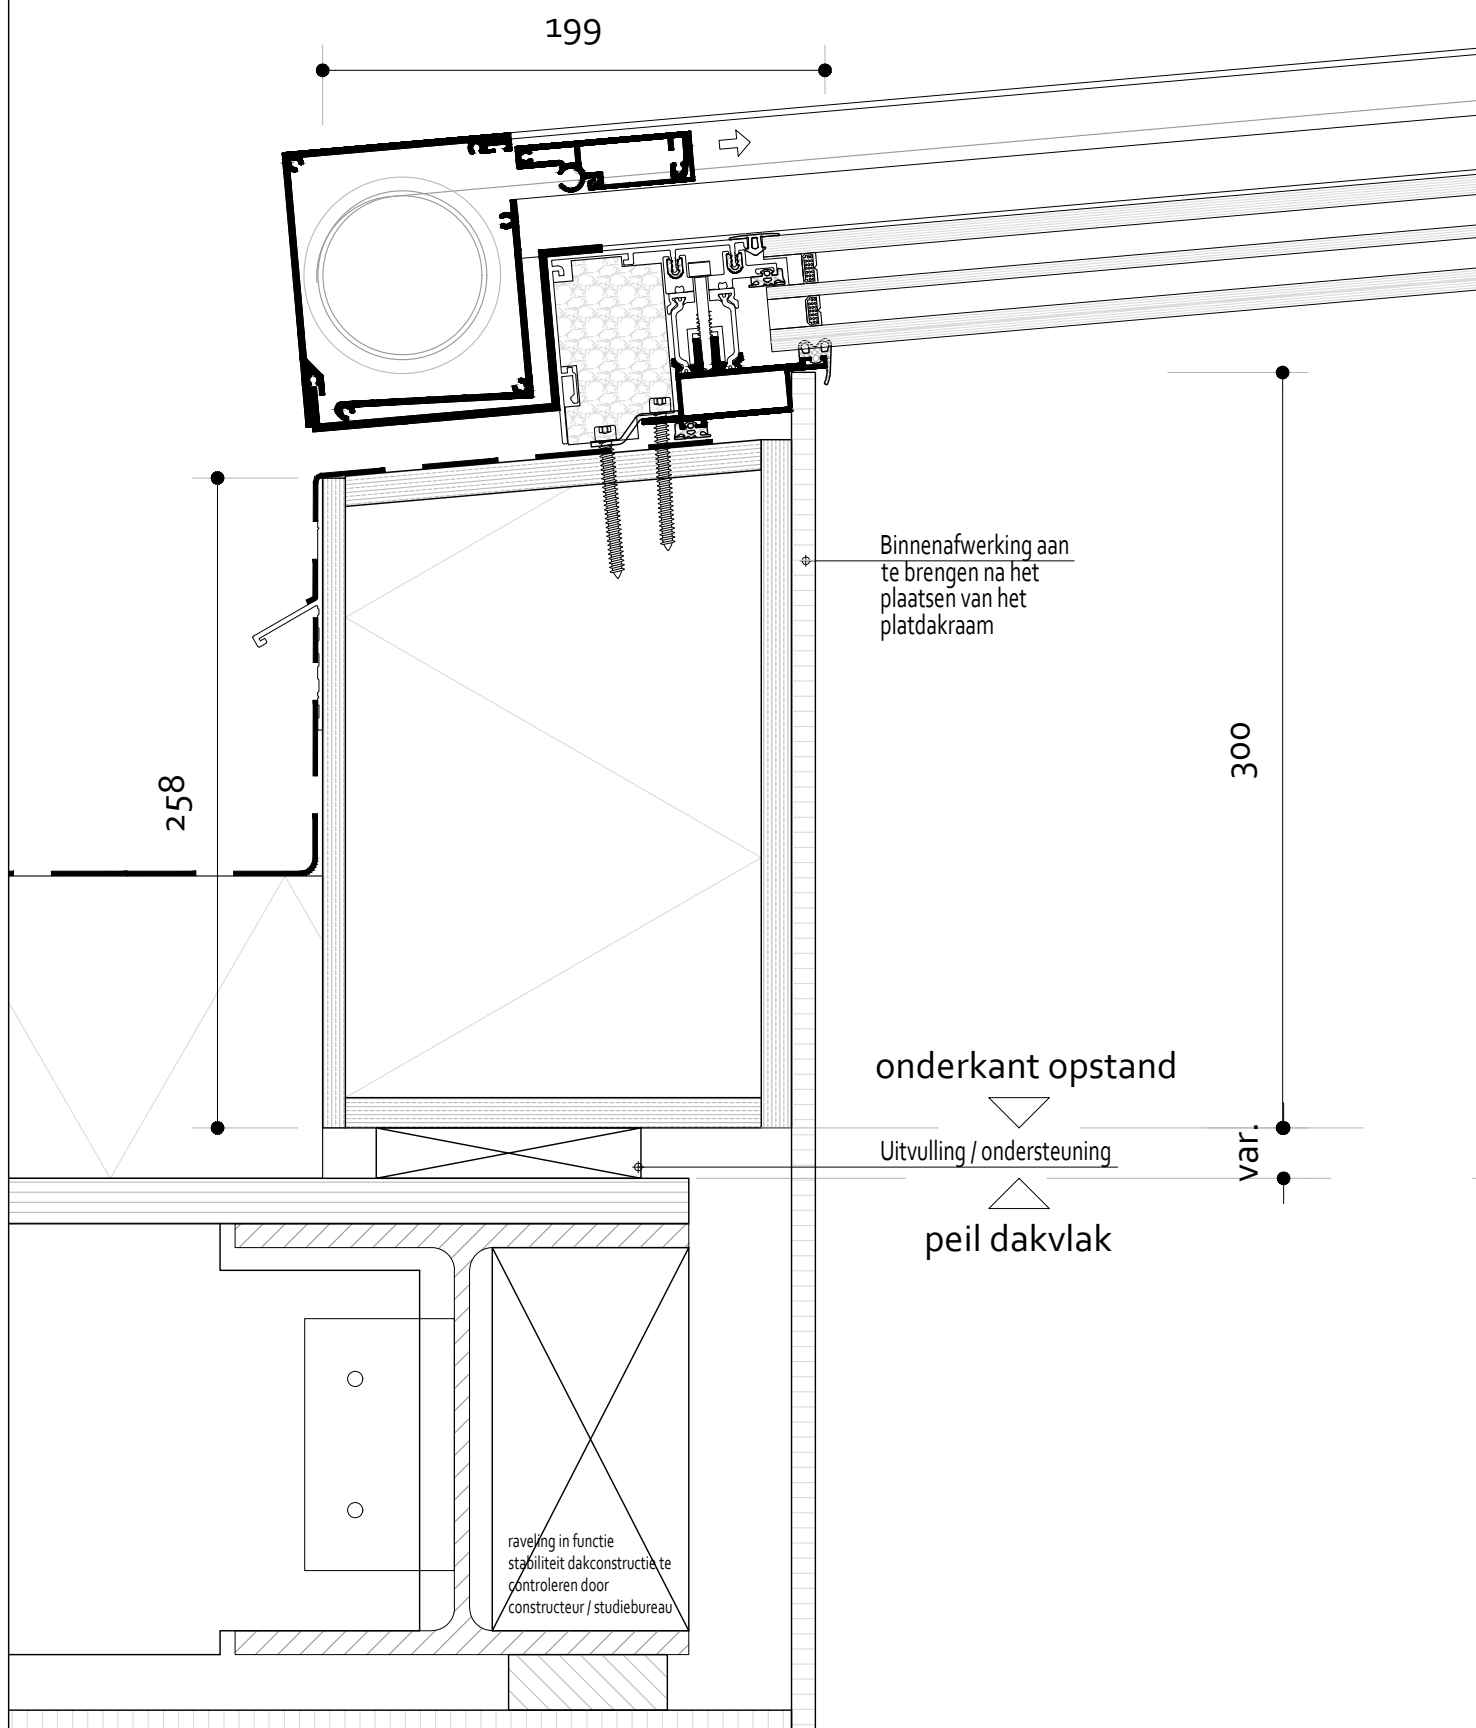 199
Binnenafwerking aan
te brengen na het
plaatsen van het
platdakraam
300
258
onderkant opstand
Uitvulling / ondersteuning
var.
peil dakvlak
raveling in functie
stabiliteit dakconstructie te
controleren door
constructeur / studiebureau